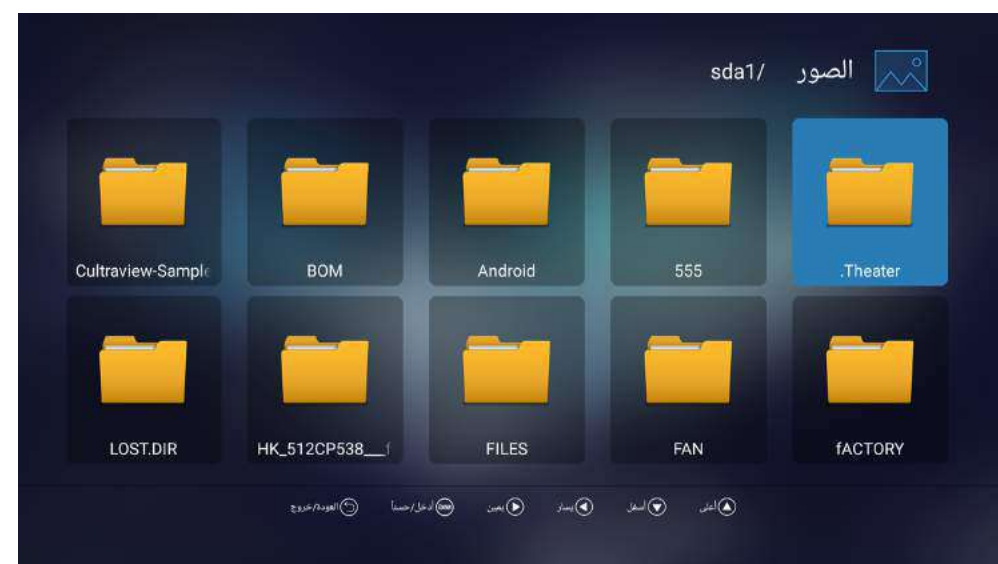 الصور sda1/
.Theater 555 Android BOM Cultraview-Sample
fACTORY FAN FILES HK_512CP538__f LOST.DIR
أعلى أسفل يسار يمين أدخل/حسناً العودة/خروج